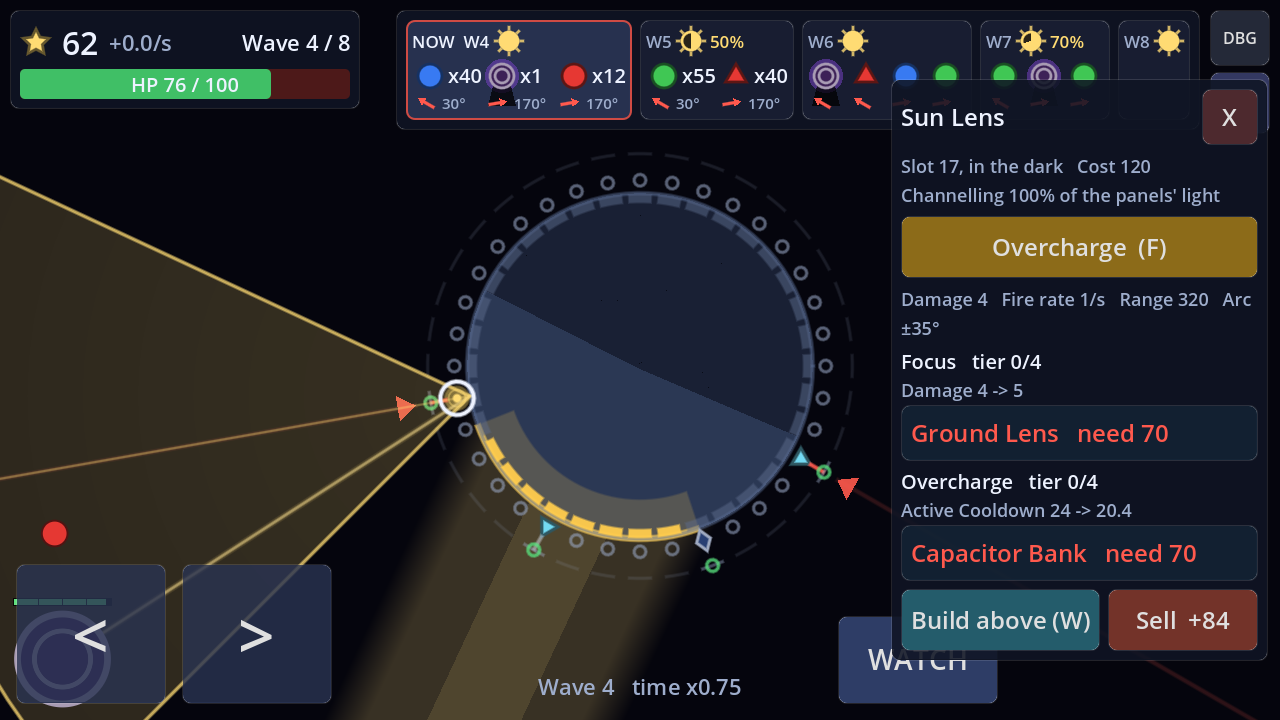 62 +0.0/s Wave 4 / 8
HP 76 / 100
NOW W4
x40 x1 x12
30° 170° 170°
W5 50%
x55 x40
30° 170°
W6
W7 70%
W8
DBG
Sun Lens
X
Slot 17, in the dark Cost 120
Channelling 100% of the panels' light
Overcharge (F)
Damage 4 Fire rate 1/s Range 320 Arc
±35°
Focus tier 0/4
Damage 4 -> 5
Ground Lens need 70
Overcharge tier 0/4
Active Cooldown 24 -> 20.4
Capacitor Bank need 70
Build above (W)
Sell +84
< >
WATCH
Wave 4 time x0.75